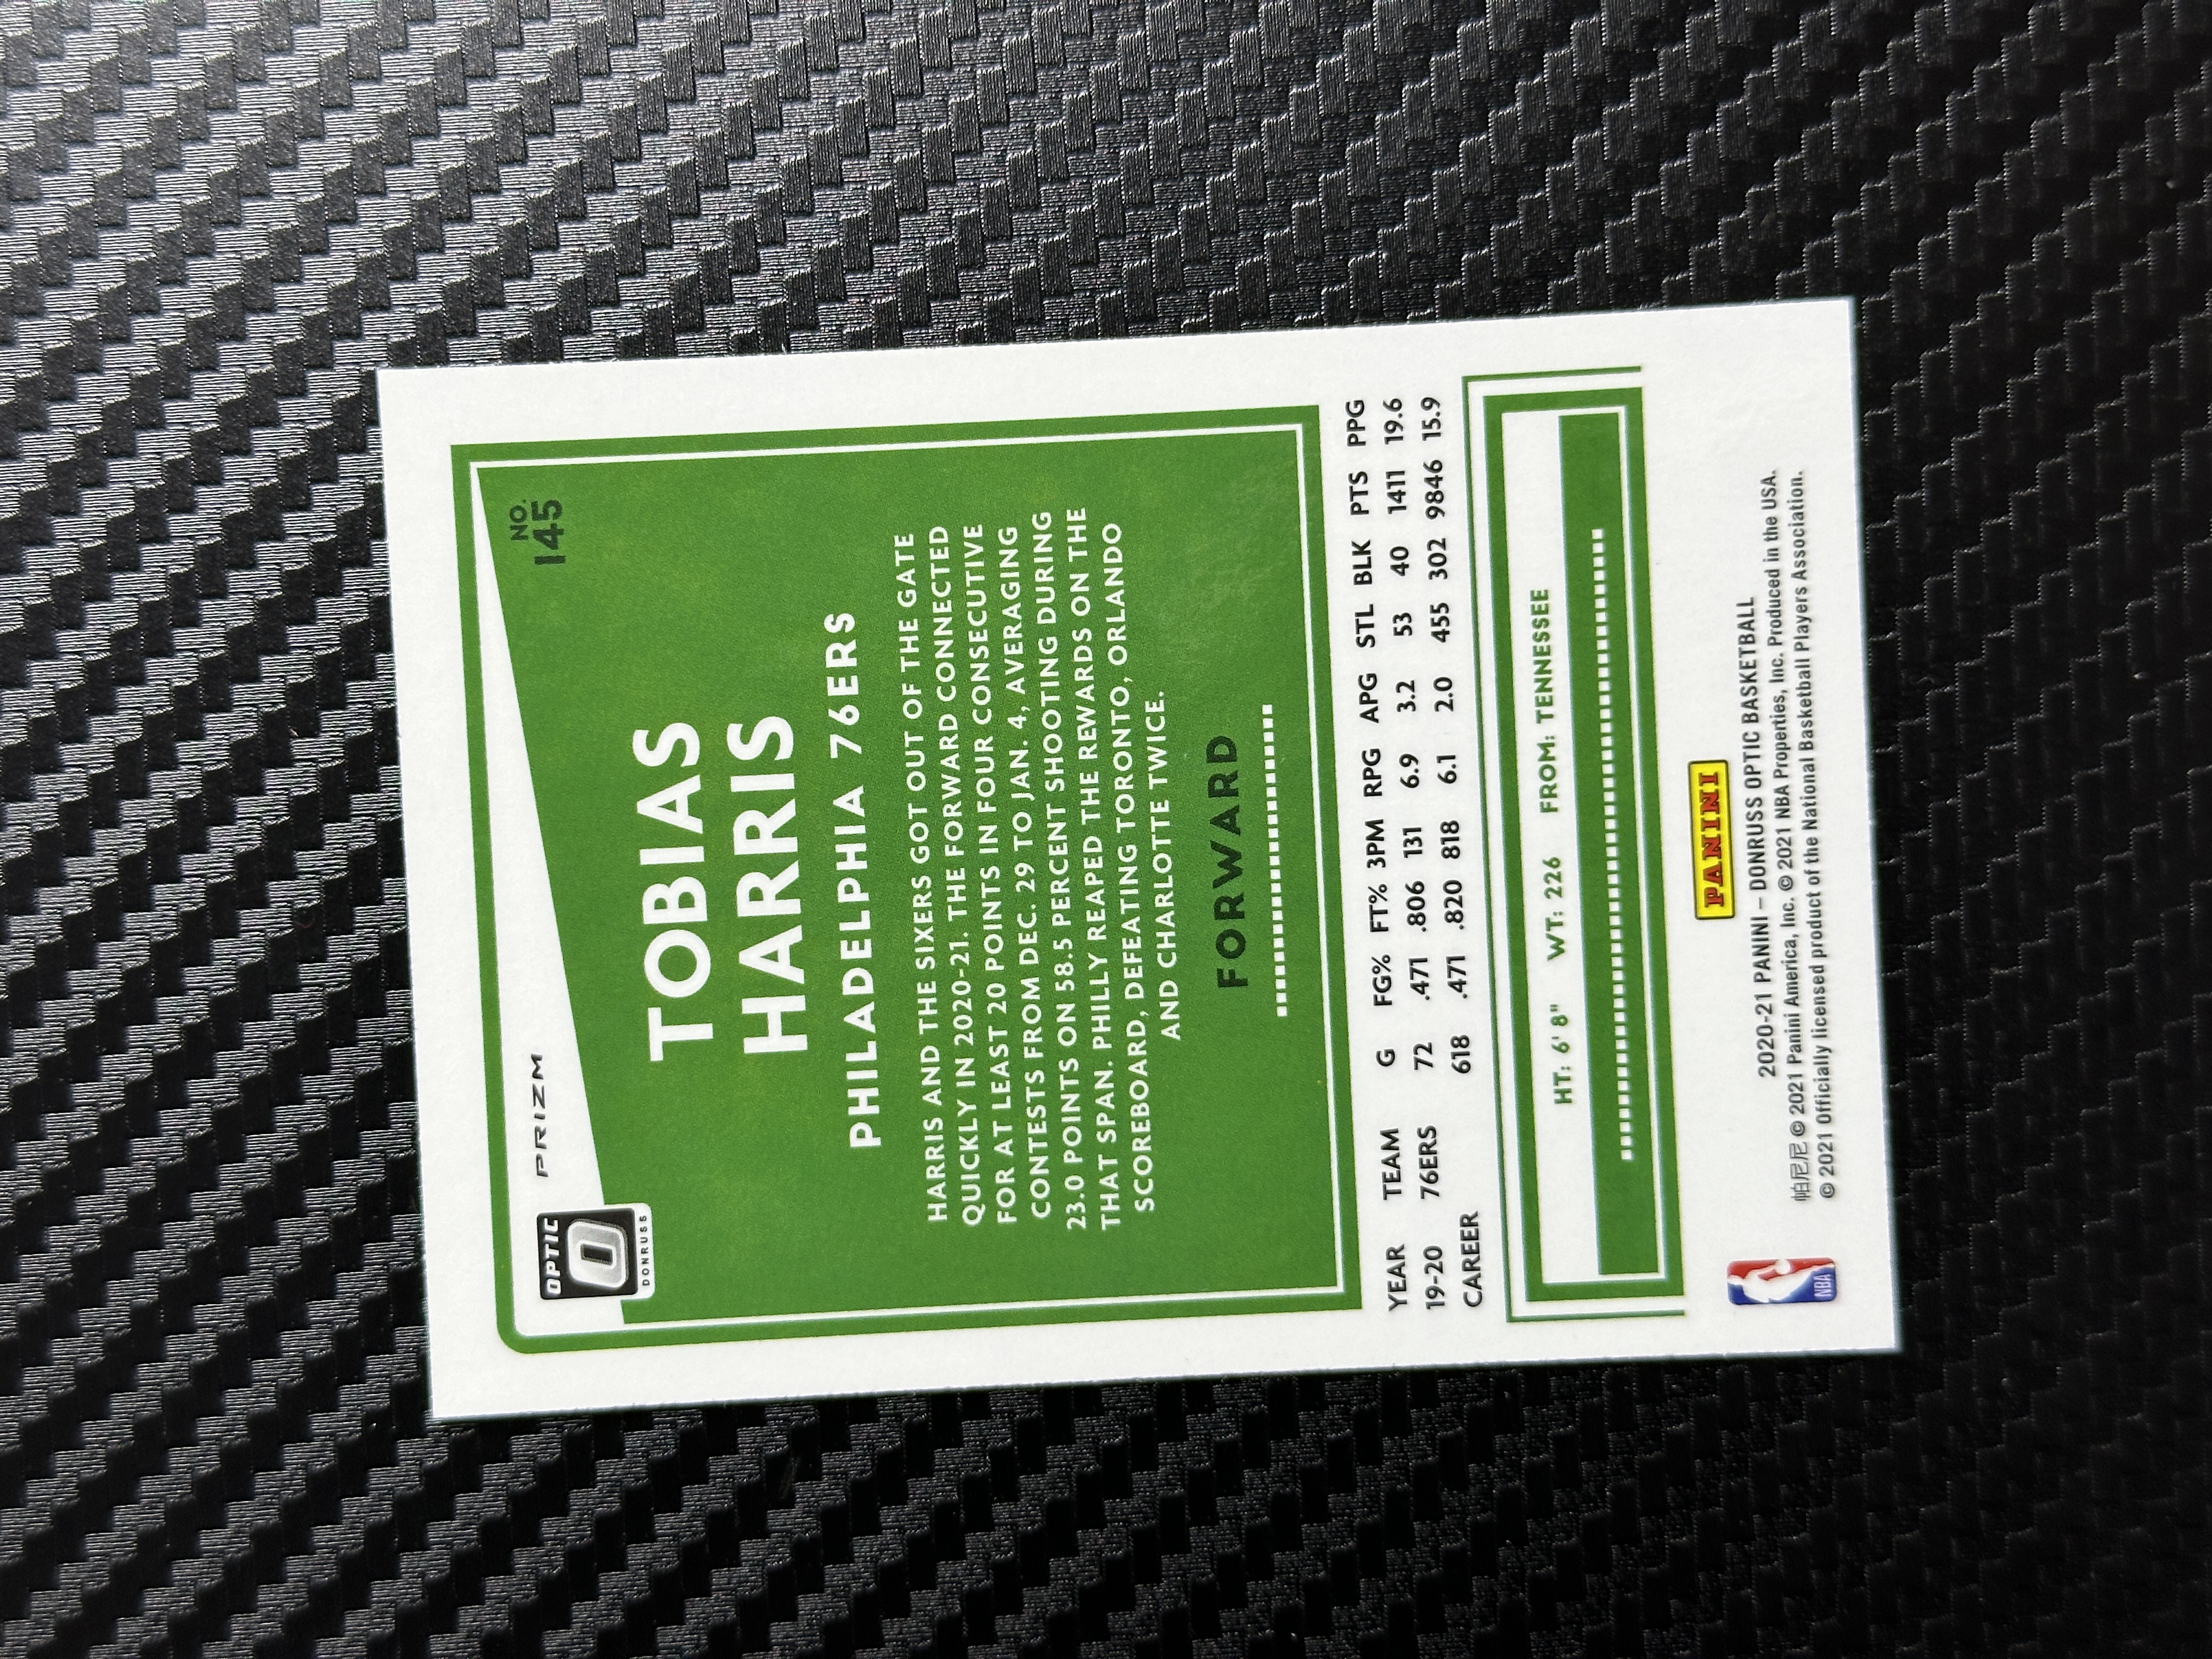 OPTIC
DONRUSS
PRIZM
NO.
145
TOBIAS
HARRIS
PHILADELPHIA 76ERS
HARRIS AND THE SIXERS GOT OUT OF THE GATE
QUICKLY IN 2020-21. THE FORWARD CONNECTED
FOR AT LEAST 20 POINTS IN FOUR CONSECUTIVE
CONTESTS FROM DEC. 29 TO JAN. 4, AVERAGING
23.0 POINTS ON 58.5 PERCENT SHOOTING DURING
THAT SPAN. PHILLY REAPED THE REWARDS ON THE
SCOREBOARD, DEFEATING TORONTO, ORLANDO
AND CHARLOTTE TWICE.
FORWARD
YEAR TEAM G FG% FT% 3PM RPG APG STL BLK PTS PPG
19-20 76ERS 72 .471 .806 131 6.9 3.2 53 40 1411 19.6
CAREER 618 .471 .820 818 6.1 2.0 455 302 9846 15.9
HT: 6' 8" WT: 226 FROM: TENNESSEE
PANINI
2020-21 PANINI – DONRUSS OPTIC BASKETBALL
帕尼尼 © 2021 Panini America, Inc. © 2021 NBA Properties, Inc. Produced in the USA.
© 2021 Officially licensed product of the National Basketball Players Association.
NBA